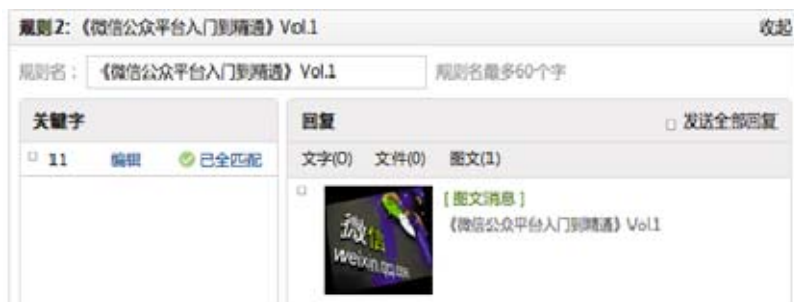 规则2:《微信公众平台入门到精通》Vol.1 收起
规则名: 《微信公众平台入门到精通》Vol.1 规则名最多60个字
关键字 回复 发送全部回复
11 编辑 已全匹配 文字(0) 文件(0) 图文(1)
微信
weixin.qq.com
[图文消息]
《微信公众平台入门到精通》Vol.1